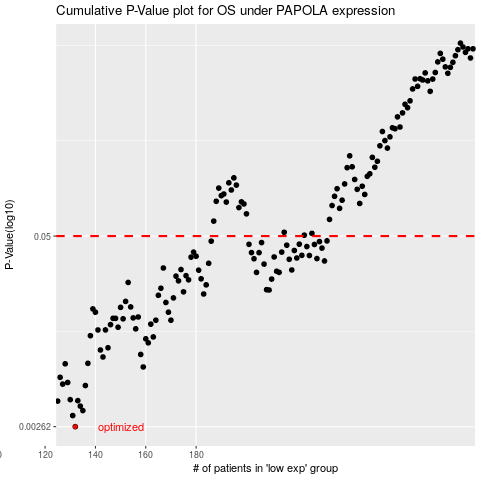 Cumulative P-Value plot for OS under PAPOLA expression
P-Value(log10)
0.05
0.00262
optimized
0 120 140 160 180
# of patients in 'low exp' group